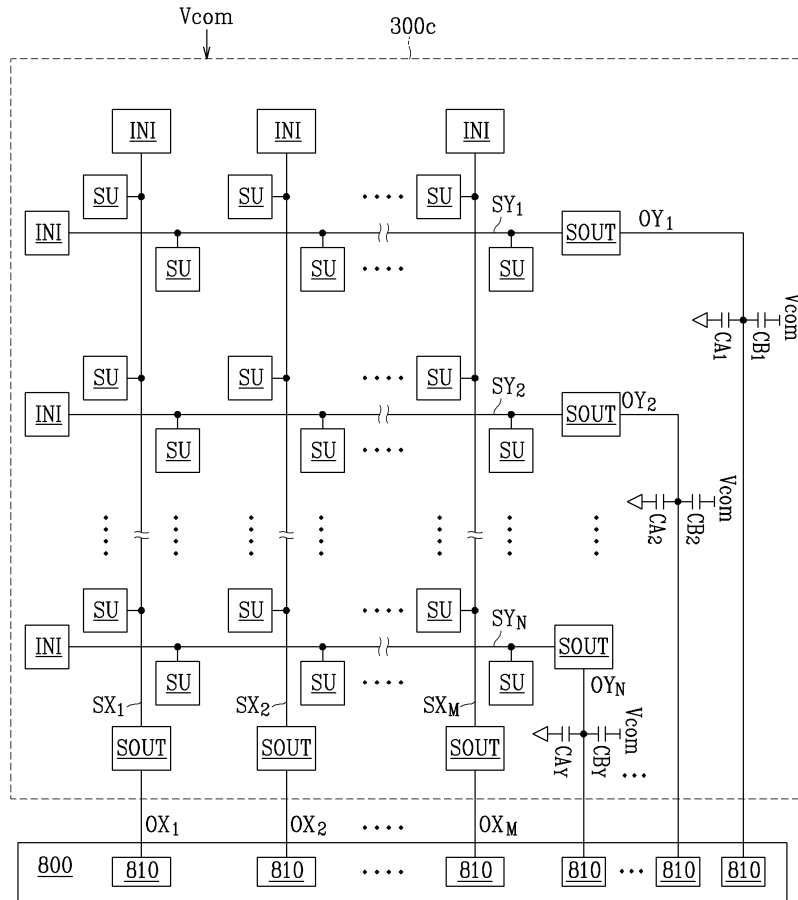 Vcom
300c
INI INI INI
SU SU SU
INI SY1 SOUT OY1
SU SU SU
Vcom
CA1 CB1
SU SU SU
INI SY2 SOUT OY2
SU SU SU
Vcom
CA2 CB2
SU SU SU
INI SYN SOUT
SU SU SU
OYN
SX1 SX2 SXM
Vcom
SOUT SOUT SOUT
CAY CBY
OX1 OX2 OXM
800 810 810 810 810 810 810